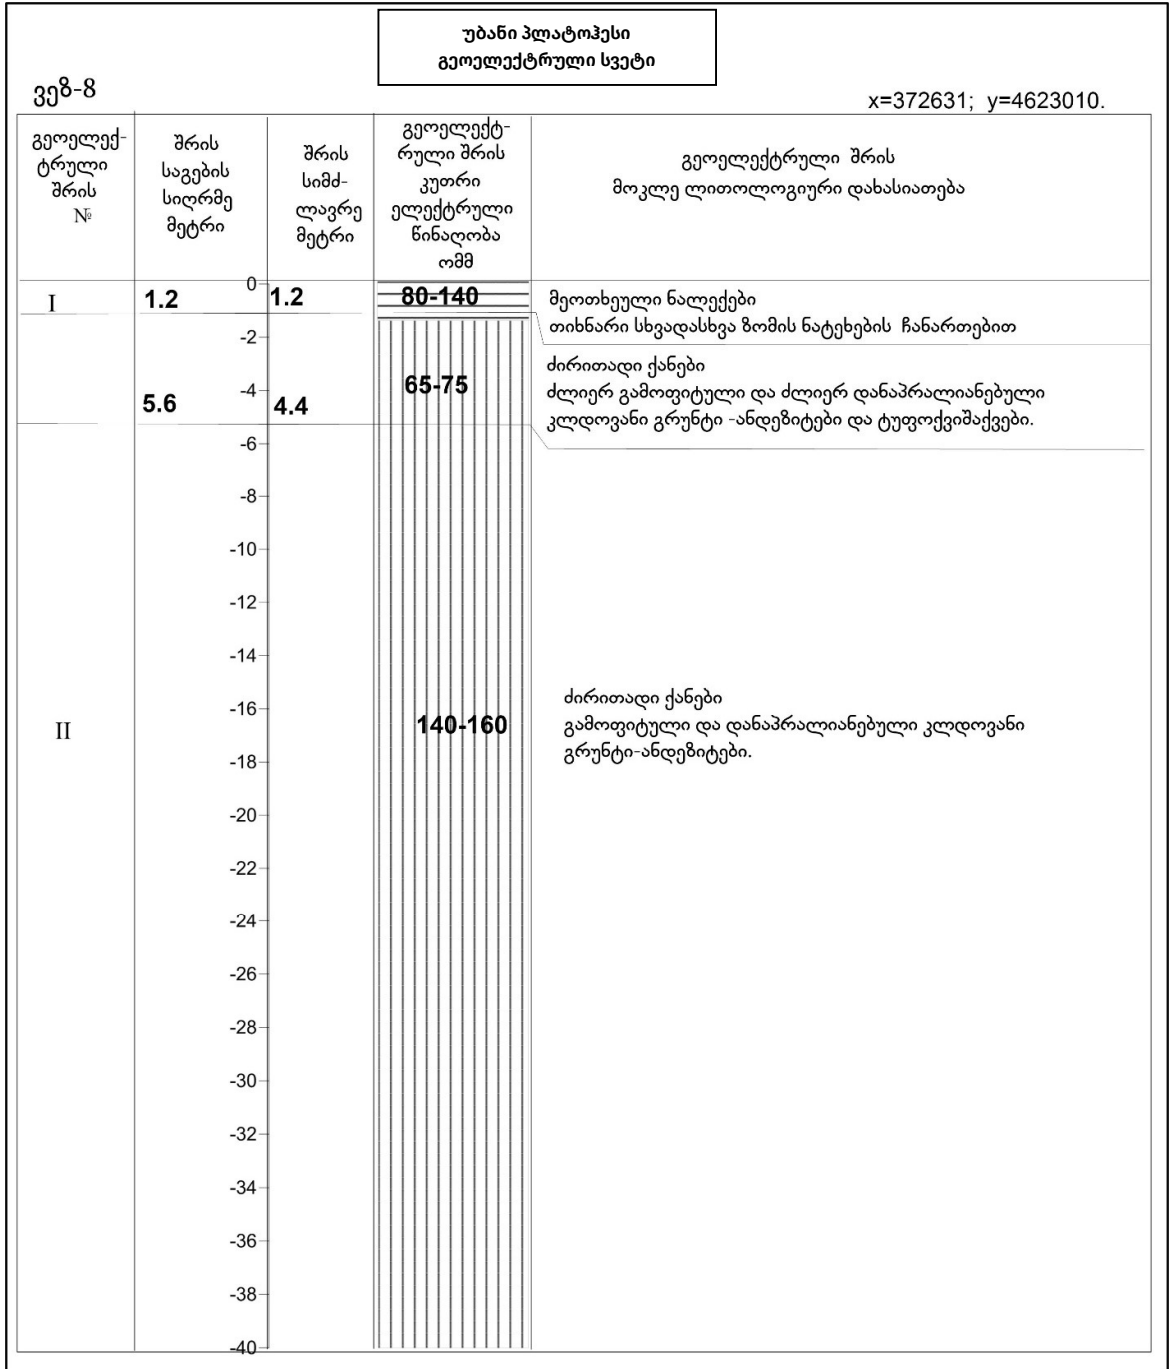 უბანი პლატოჰესი
გეოელექტრული სვეტი
ვეზ-8
x=372631; y=4623010.
გეოელექ-
ტრული
შრის
№
შრის
საგების
სიღრმე
მეტრი
შრის
სიმძ-
ლავრე
მეტრი
გეოელექტ-
რული შრის
კუთრი
ელექტრული
წინაღობა
ომმ
გეოელექტრული შრის
მოკლე ლითოლოგიური დახასიათება
0
I
1.2
1.2
80-140
მეოთხეული ნალექები
თიხნარი სხვადასხვა ზომის ნატეხების ჩანართებით
-2
-4
5.6
4.4
65-75
ძირითადი ქანები
ძლიერ გამოფიტული და ძლიერ დანაპრალიანებული
კლდოვანი გრუნტი -ანდეზიტები და ტუფოქვიშაქვები.
-6
-8
-10
-12
-14
-16
II
140-160
ძირითადი ქანები
გამოფიტული და დანაპრალიანებული კლდოვანი
გრუნტი-ანდეზიტები.
-18
-20
-22
-24
-26
-28
-30
-32
-34
-36
-38
-40